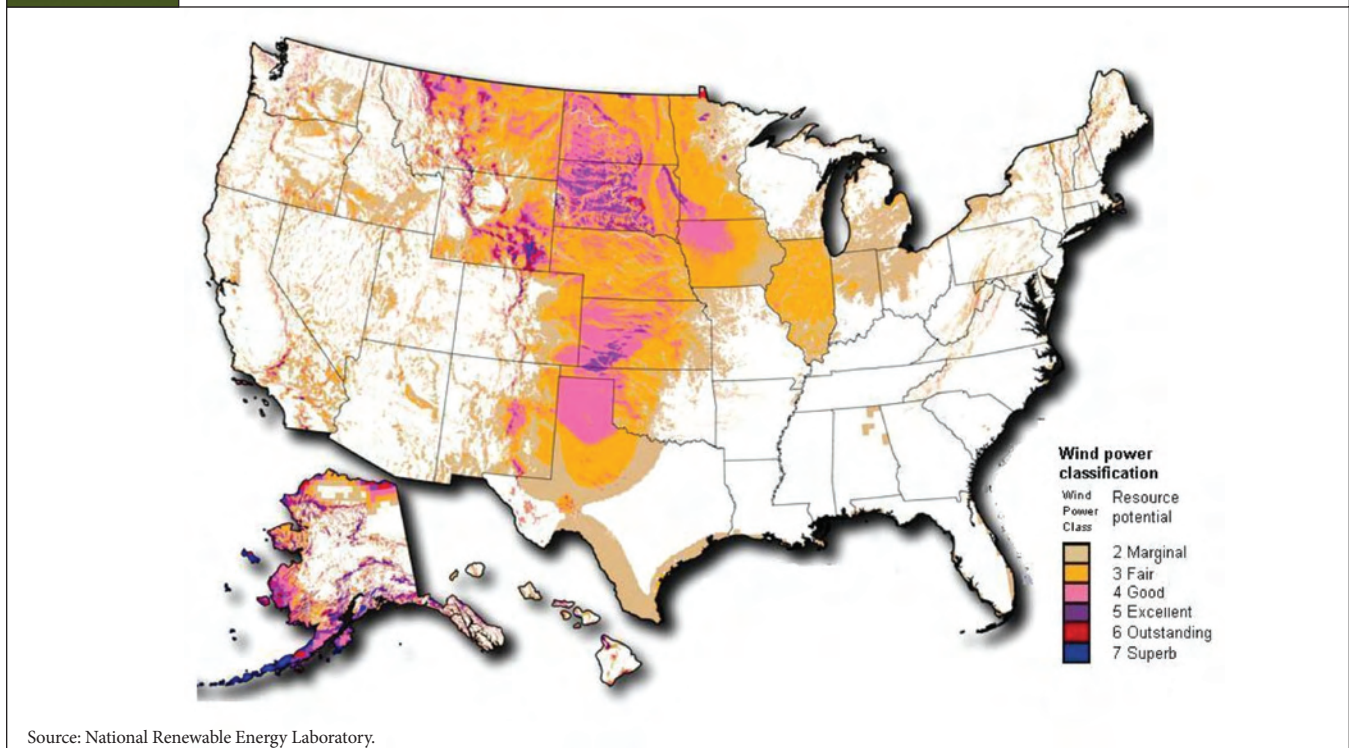 Wind power
classification
Wind
Power
Class
Resource
potential
2 Marginal
3 Fair
4 Good
5 Excellent
6 Outstanding
7 Superb
Source: National Renewable Energy Laboratory.